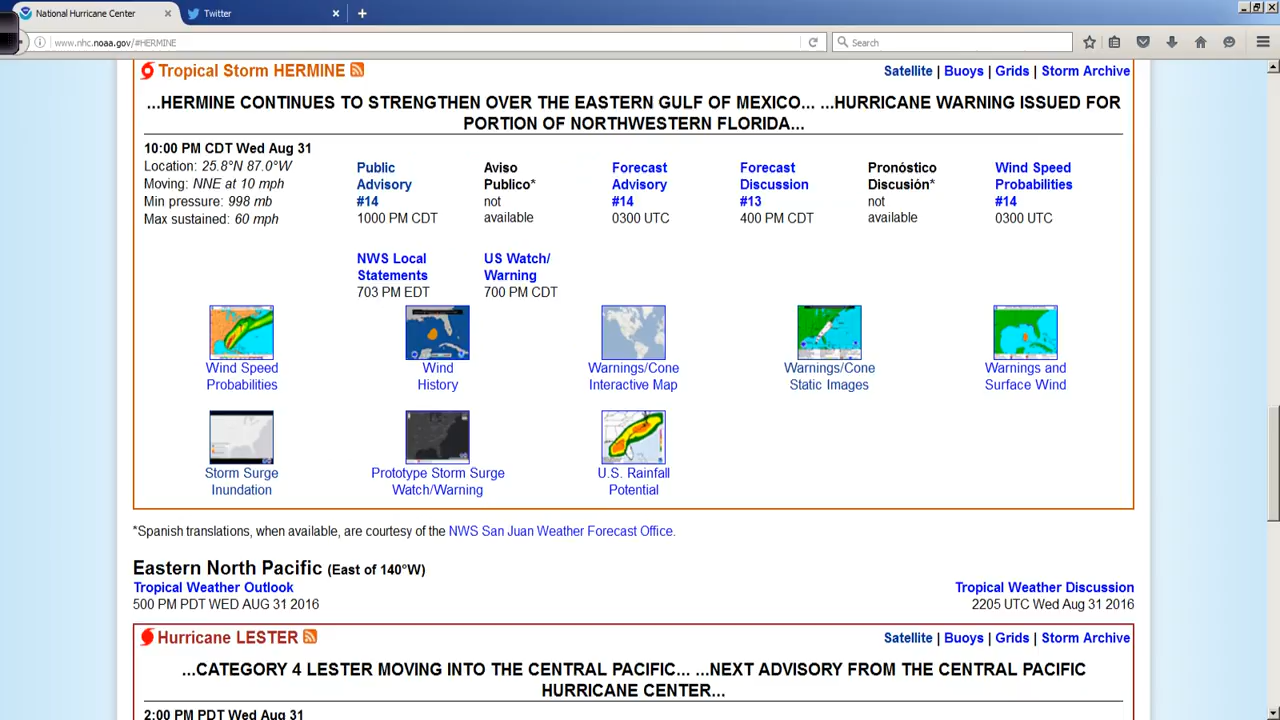 National Hurricane Center
Twitter
www.nhc.noaa.gov/#HERMINE
Search
Tropical Storm HERMINE
Satellite | Buoys | Grids | Storm Archive
...HERMINE CONTINUES TO STRENGTHEN OVER THE EASTERN GULF OF MEXICO... ...HURRICANE WARNING ISSUED FOR
PORTION OF NORTHWESTERN FLORIDA...
10:00 PM CDT Wed Aug 31
Location: 25.8°N 87.0°W
Moving: NNE at 10 mph
Min pressure: 998 mb
Max sustained: 60 mph
Public
Advisory
#14
1000 PM CDT
Aviso
Publico*
not
available
Forecast
Advisory
#14
0300 UTC
Forecast
Discussion
#13
400 PM CDT
Pronóstico
Discusión*
not
available
Wind Speed
Probabilities
#14
0300 UTC
NWS Local
Statements
703 PM EDT
US Watch/
Warning
700 PM CDT
Wind Speed
Probabilities
Wind
History
Warnings/Cone
Interactive Map
Warnings/Cone
Static Images
Warnings and
Surface Wind
Storm Surge
Inundation
Prototype Storm Surge
Watch/Warning
U.S. Rainfall
Potential
*Spanish translations, when available, are courtesy of the NWS San Juan Weather Forecast Office.
Eastern North Pacific (East of 140°W)
Tropical Weather Outlook
500 PM PDT WED AUG 31 2016
Tropical Weather Discussion
2205 UTC Wed Aug 31 2016
Hurricane LESTER
Satellite | Buoys | Grids | Storm Archive
...CATEGORY 4 LESTER MOVING INTO THE CENTRAL PACIFIC... ...NEXT ADVISORY FROM THE CENTRAL PACIFIC
HURRICANE CENTER...
2:00 PM PDT Wed Aug 31